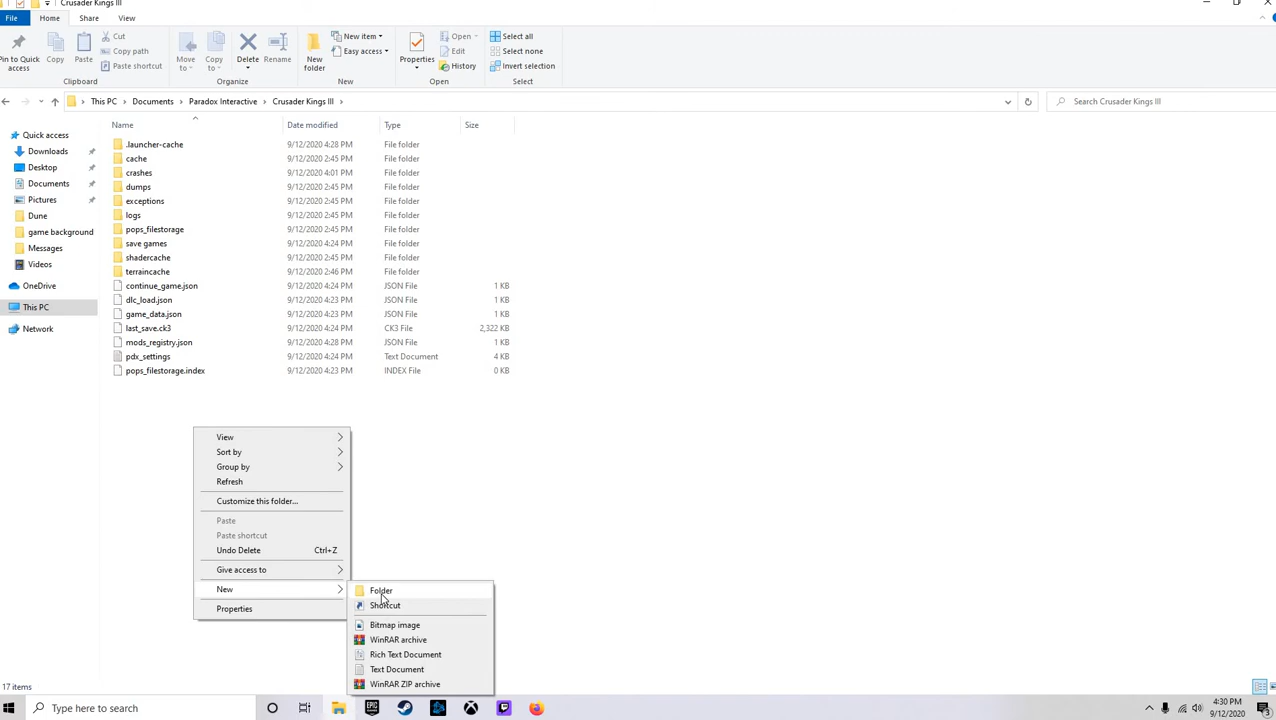 Crusader Kings III
File Home Share View
Pin to Quick access
Copy
Paste
Cut
Copy path
Paste shortcut
Clipboard
Move to
Copy to
Delete
Rename
Organize
New folder
New item
Easy access
New
Properties
Open
Edit
History
Open
Select all
Select none
Invert selection
Select
This PC > Documents > Paradox Interactive > Crusader Kings III >
Search Crusader Kings III
Quick access
Downloads
Desktop
Documents
Pictures
Dune
game background
Messages
Videos
OneDrive
This PC
Network
Name Date modified Type Size
.launcher-cache 9/12/2020 4:28 PM File folder
cache 9/12/2020 2:45 PM File folder
crashes 9/12/2020 4:01 PM File folder
dumps 9/12/2020 2:45 PM File folder
exceptions 9/12/2020 2:45 PM File folder
logs 9/12/2020 2:45 PM File folder
pops_filestorage 9/12/2020 2:45 PM File folder
save games 9/12/2020 4:24 PM File folder
shadercache 9/12/2020 2:45 PM File folder
terraincache 9/12/2020 2:46 PM File folder
continue_game.json 9/12/2020 4:24 PM JSON File 1 KB
dlc_load.json 9/12/2020 4:24 PM JSON File 1 KB
game_data.json 9/12/2020 4:23 PM JSON File 1 KB
last_save.ck3 9/12/2020 4:24 PM CK3 File 2,322 KB
mods_registry.json 9/12/2020 4:28 PM JSON File 1 KB
pdx_settings 9/12/2020 4:24 PM Text Document 4 KB
pops_filestorage.index 9/12/2020 4:23 PM INDEX File 0 KB
View
Sort by
Group by
Refresh
Customize this folder...
Paste
Paste shortcut
Undo Delete Ctrl+Z
Give access to
New
Properties
Folder
Shortcut
Bitmap image
WinRAR archive
Rich Text Document
Text Document
WinRAR ZIP archive
17 items
Type here to search
EPIC
4:30 PM
9/12/2020
3